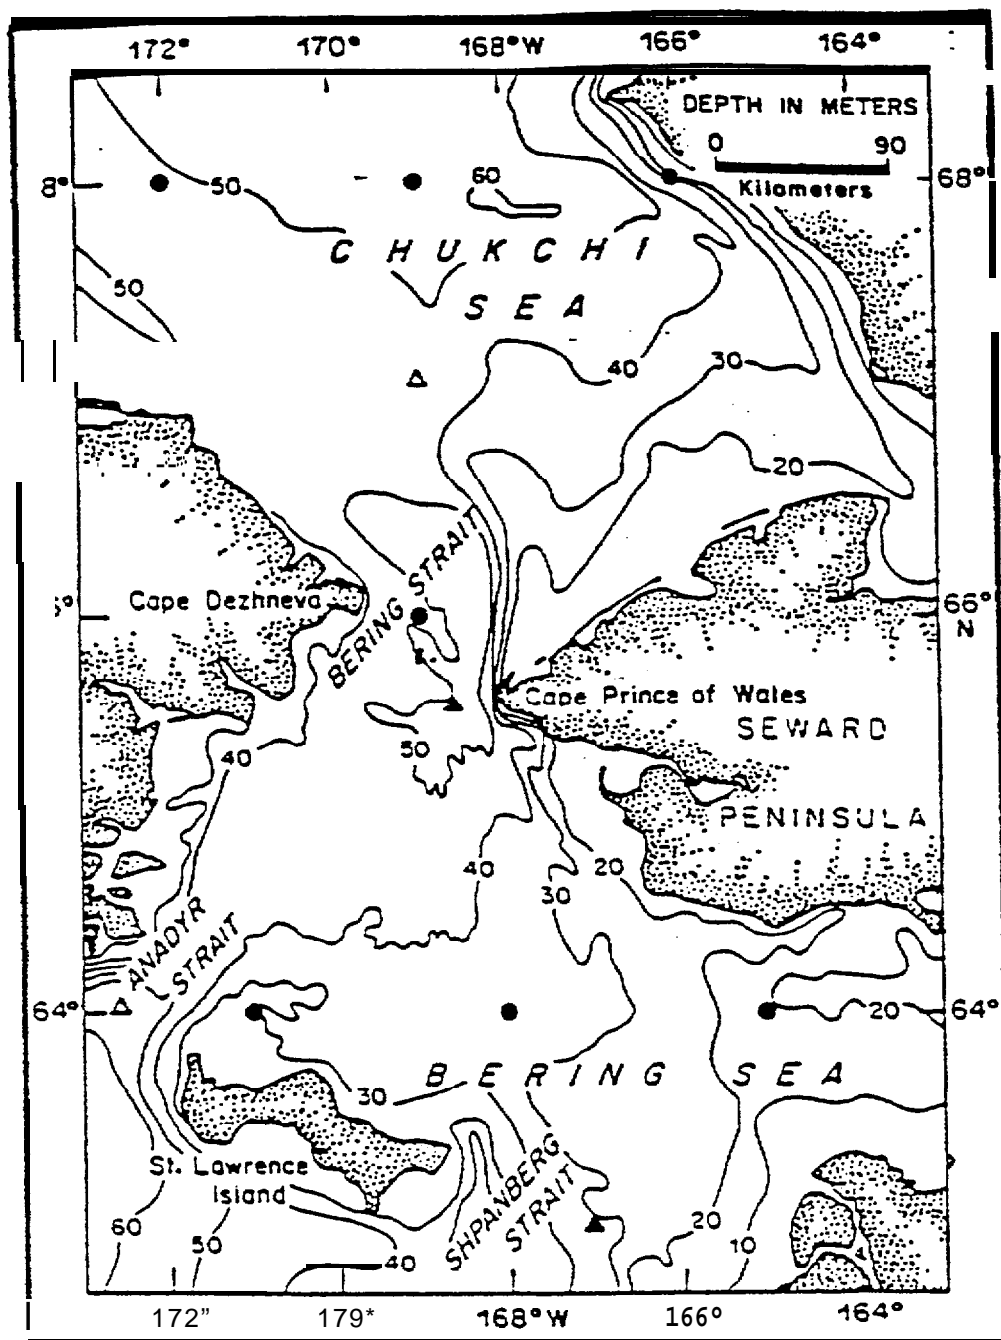 172° 170° 168°W 166° 164°
DEPTH IN METERS
0 90
Kilometers
8° 68°
50
60
CHUKCHI
SEA
50
40
30
20
BERING STRAIT
Cape Dezhneva
66°
N
Cape Prince of Wales
SEWARD
PENINSULA
50
40
40
30
20
ANADYR
STRAIT
64° 64°
20
30
BERING SEA
St. Lawrence
Island
SHPANBERG
STRAIT
60
50
40
20
10
172” 179* 168°W 166° 164°